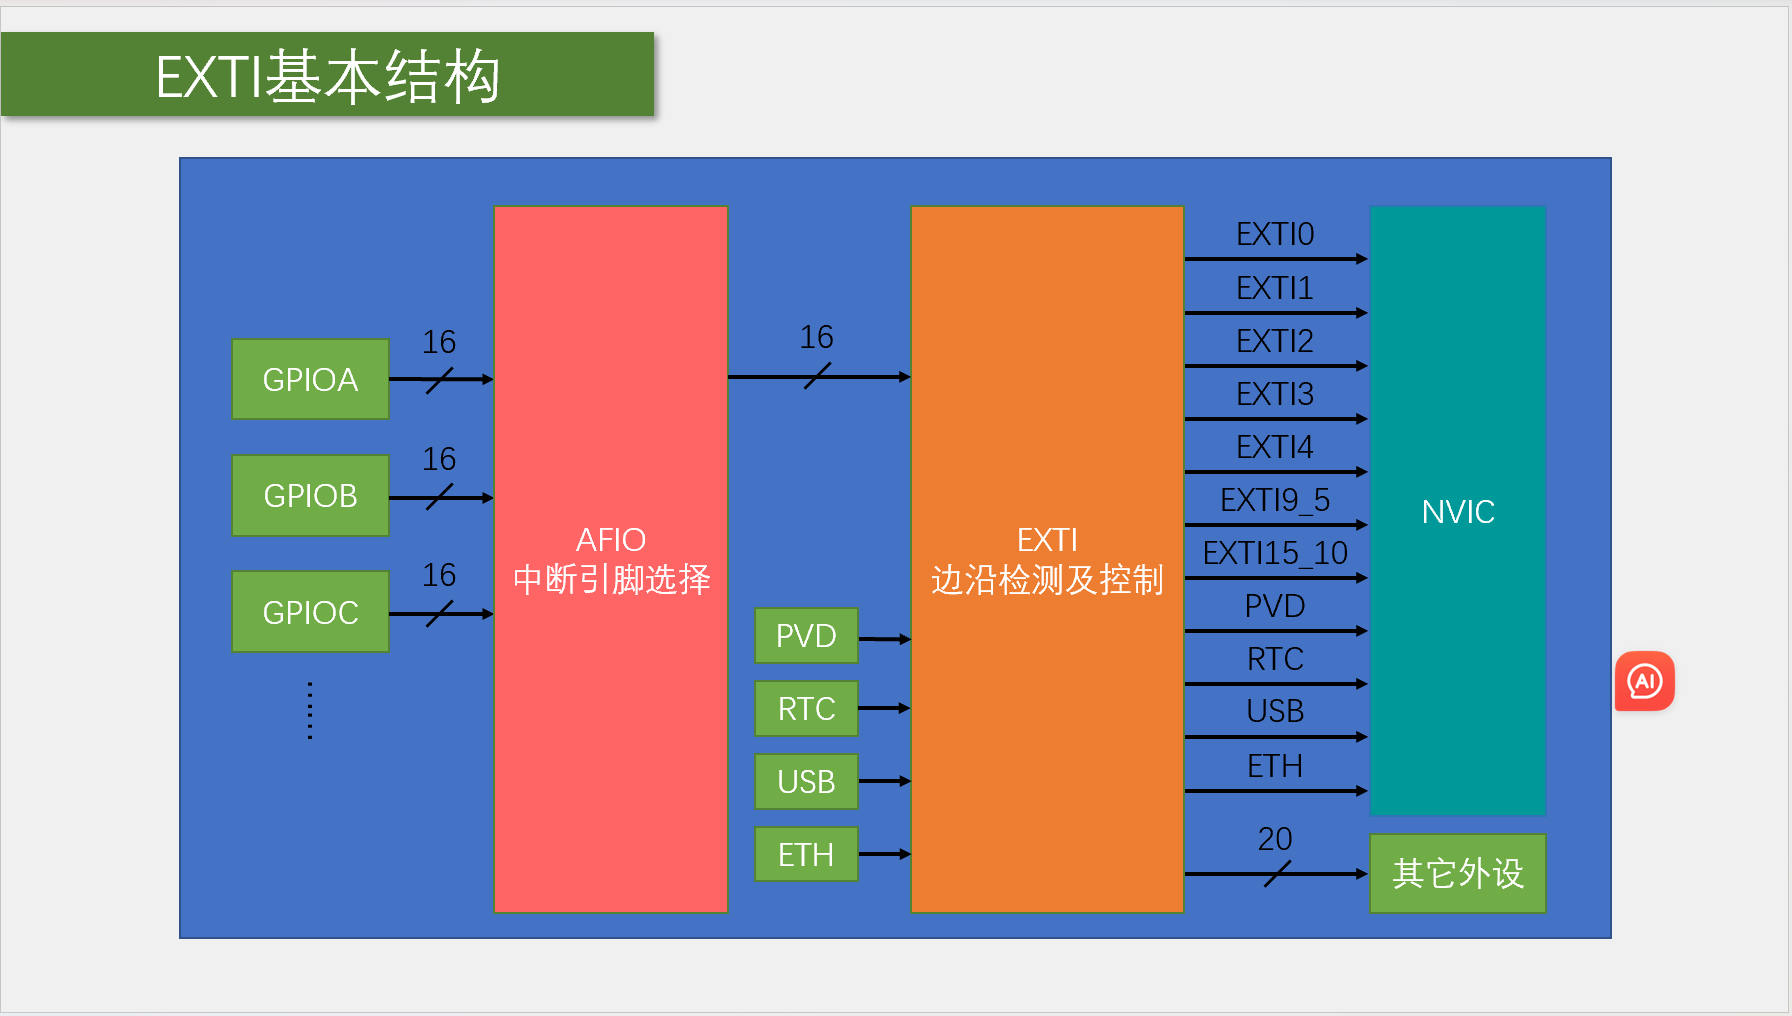 EXTI基本结构
16
GPIOA
16
GPIOB
16
GPIOC
AFIO
中断引脚选择
16
PVD
RTC
USB
ETH
EXTI
边沿检测及控制
EXTI0
EXTI1
EXTI2
EXTI3
EXTI4
EXTI9_5
EXTI15_10
PVD
RTC
USB
ETH
20
NVIC
其它外设
AI